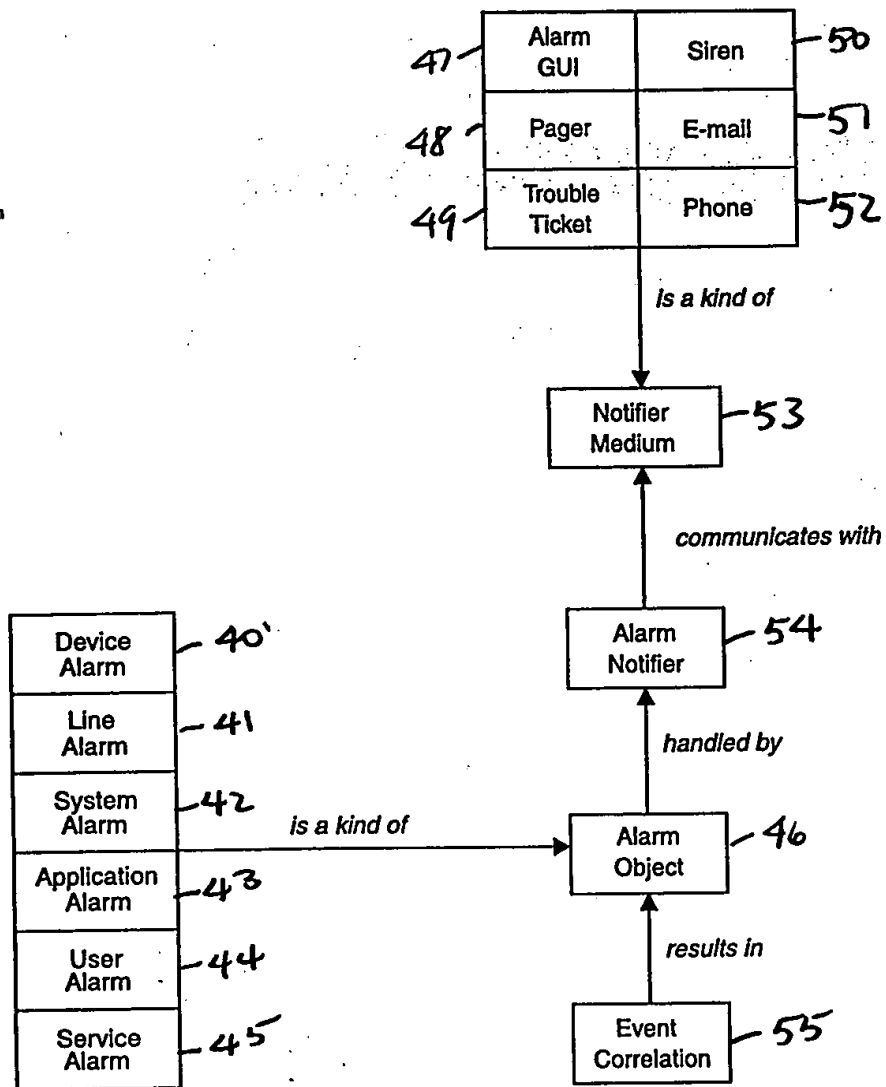 47
Alarm
GUI
Siren
50
48
Pager
E-mail
51
49
Trouble
Ticket
Phone
52
is a kind of
Notifier
Medium
53
communicates with
Alarm
Notifier
54
handled by
Device
Alarm
40'
Line
Alarm
41
System
Alarm
42
is a kind of
Alarm
Object
46
Application
Alarm
43
User
Alarm
44
results in
Service
Alarm
45
Event
Correlation
55